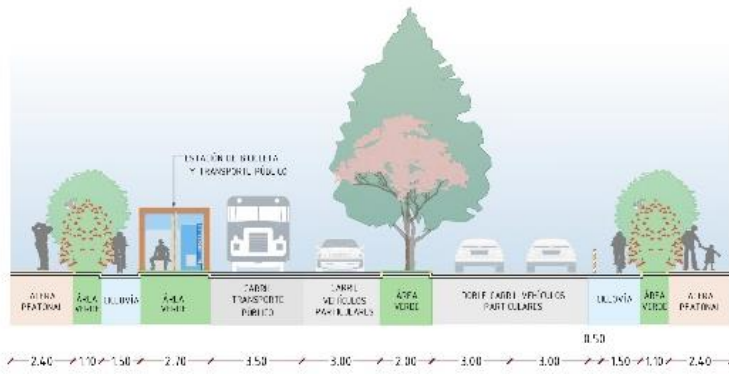 ESTACIÓN DE BICICLETA
Y TRANSPORTE PÚBLICO
ACERA
PEATONAL
ÁREA
VERDE
CICLOVÍA
ÁREA
VERDE
CARRIL
TRANSPORTE
PÚBLICO
CARRIL
VEHÍCULOS
PARTICULARES
ÁREA
VERDE
DOBLE CARRIL VEHÍCULOS
PARTICULARES
CICLOVÍA
ÁREA
VERDE
ACERA
PEATONAL
0.50
2.40 1.10 1.50 2.70 3.50 3.00 2.00 3.00 3.00 1.50 1.10 2.40